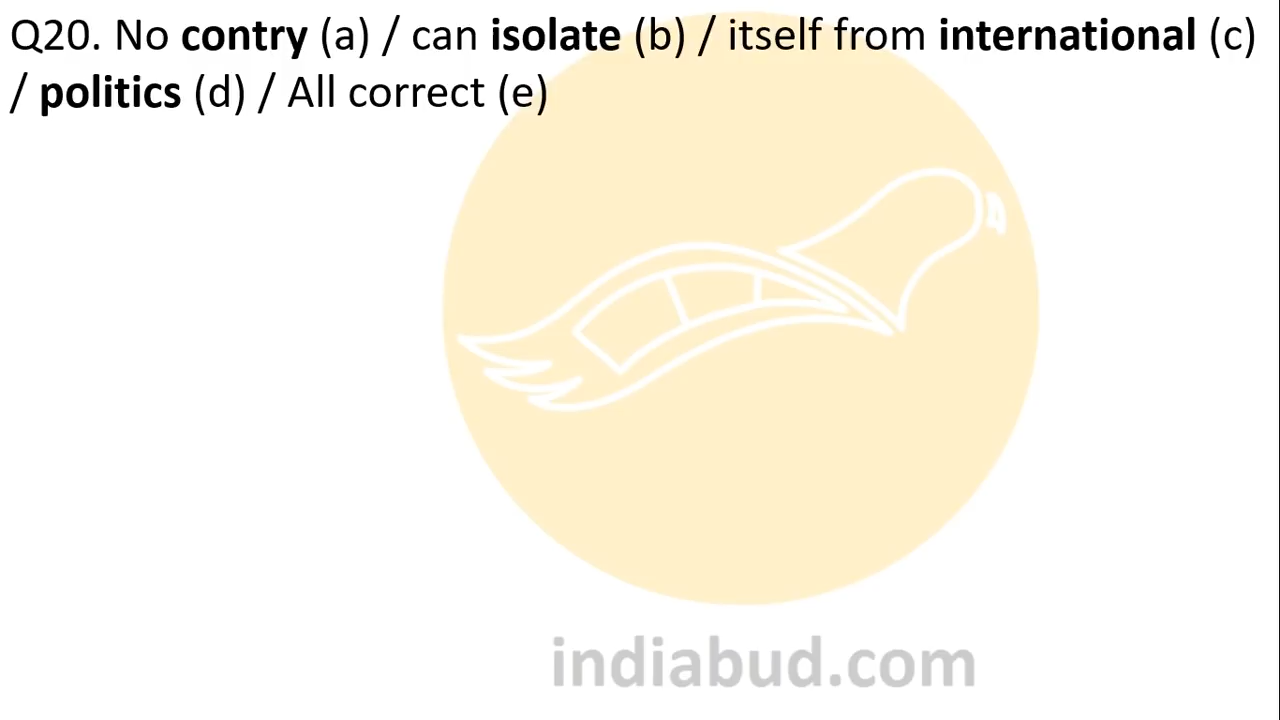 Q20. No contry (a) / can isolate (b) / itself from international (c)
/ politics (d) / All correct (e)
indiabud.com